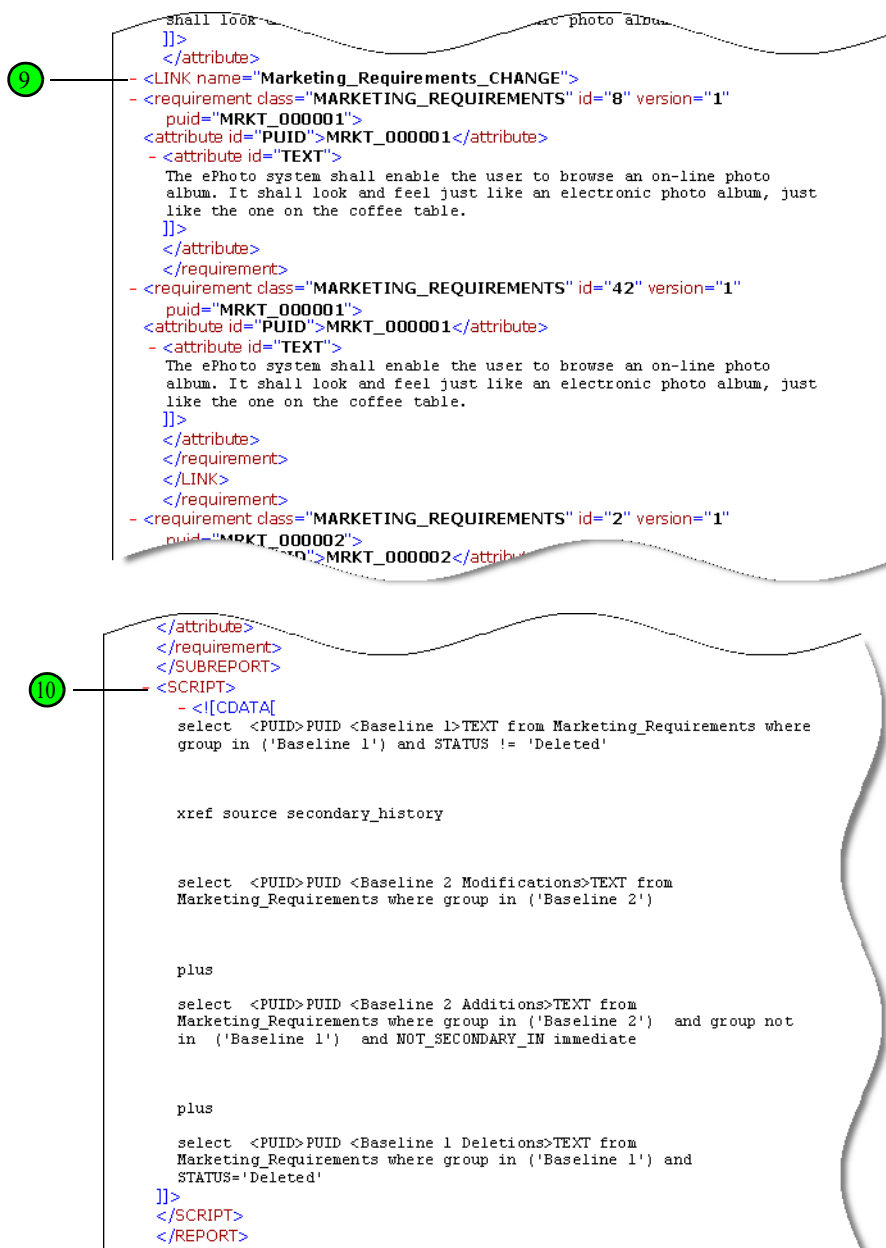 shall look
photo album
]]>
</attribute>
9
- <LINK name="Marketing_Requirements_CHANGE">
- <requirement class="MARKETING_REQUIREMENTS" id="8" version="1"
puid="MRKT_000001">
<attribute id="PUID">MRKT_000001</attribute>
- <attribute id="TEXT">
The ePhoto system shall enable the user to browse an on-line photo
album. It shall look and feel just like an electronic photo album, just
like the one on the coffee table.
]]>
</attribute>
</requirement>
- <requirement class="MARKETING_REQUIREMENTS" id="42" version="1"
puid="MRKT_000001">
<attribute id="PUID">MRKT_000001</attribute>
- <attribute id="TEXT">
The ePhoto system shall enable the user to browse an on-line photo
album. It shall look and feel just like an electronic photo album, just
like the one on the coffee table.
]]>
</attribute>
</requirement>
</LINK>
</requirement>
- <requirement class="MARKETING_REQUIREMENTS" id="2" version="1"
puid="MRKT_000002">
">MRKT_000002</attribu
</attribute>
</requirement>
</SUBREPORT>
10
- <SCRIPT>
- <![CDATA[
select <PUID>PUID <Baseline 1>TEXT from Marketing_Requirements where
group in ('Baseline 1') and STATUS != 'Deleted'
xref source secondary_history
select <PUID>PUID <Baseline 2 Modifications>TEXT from
Marketing_Requirements where group in ('Baseline 2')
plus
select <PUID>PUID <Baseline 2 Additions>TEXT from
Marketing_Requirements where group in ('Baseline 2') and group not
in ('Baseline 1') and NOT_SECONDARY_IN immediate
plus
select <PUID>PUID <Baseline 1 Deletions>TEXT from
Marketing_Requirements where group in ('Baseline 1') and
STATUS='Deleted'
]]>
</SCRIPT>
</REPORT>